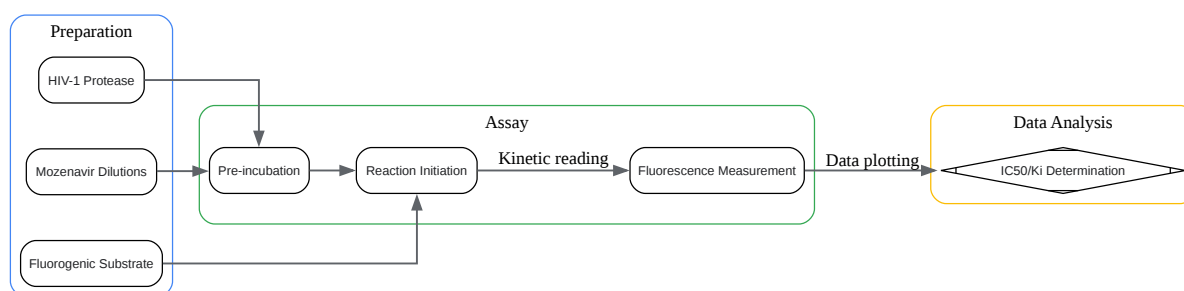 Preparation
HIV-1 Protease
Mozenavir Dilutions
Fluorogenic Substrate
Assay
Pre-incubation
Reaction Initiation
Kinetic reading
Fluorescence Measurement
Data plotting
Data Analysis
IC50/Ki Determination